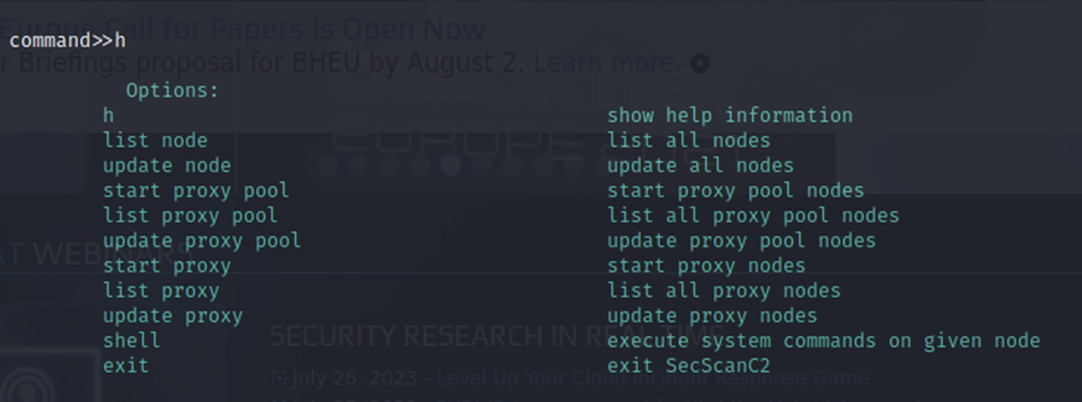 Europe Call for Papers Is Open Now
command>>h
r Briefings proposal for BHEU by August 2. Learn more.
Options:
h show help information
list node list all nodes
update node update all nodes
start proxy pool start proxy pool nodes
list proxy pool list all proxy pool nodes
update proxy pool update proxy pool nodes
AT WEBINARS
start proxy start proxy nodes
list proxy list all proxy nodes
update proxy update proxy nodes
SECURITY RESEARCH IN REAL TIME
shell execute system commands on given node
exit exit SecScanC2
July 26, 2023 - Level Up Your Cloud Incident Response Game